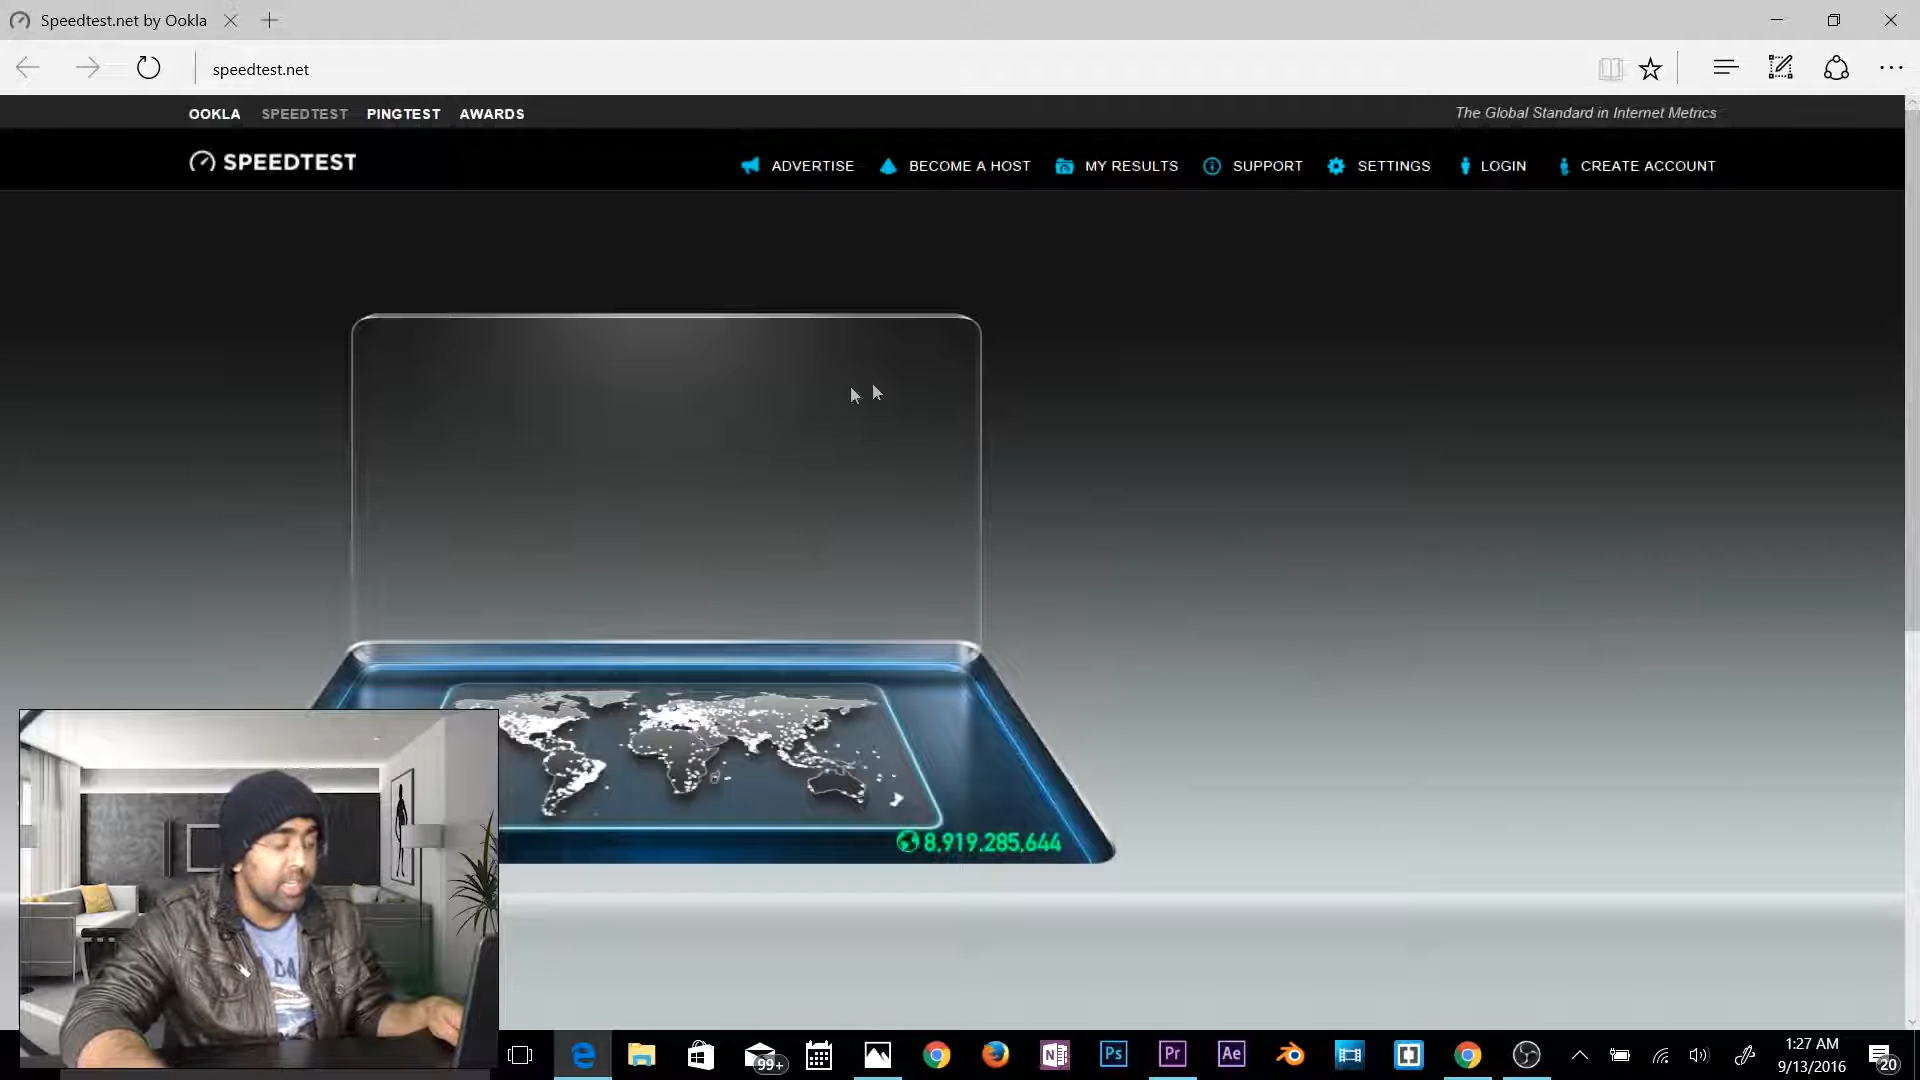 Speedtest.net by Ookla
speedtest.net
OOKLA SPEEDTEST PINGTEST AWARDS
The Global Standard in Internet Metrics
SPEEDTEST
ADVERTISE BECOME A HOST MY RESULTS SUPPORT SETTINGS LOGIN CREATE ACCOUNT
8,919,285,644
DA
99+
N
Ps
Pr
Ae
1:27 AM
9/13/2016
20